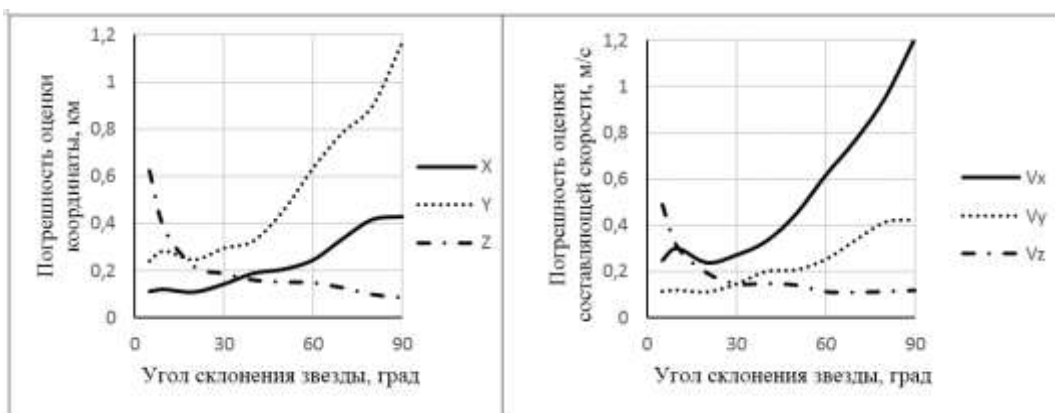 Погрешность оценки
координаты, км
1,2
1
0,8
0,6
0,4
0,2
0
0
30
60
90
Угол склонения звезды, град
X
Y
Z
Погрешность оценки
составляющей скорости, м/с
1,2
1
0,8
0,6
0,4
0,2
0
0
30
60
90
Угол склонения звезды, град
Vx
Vy
Vz